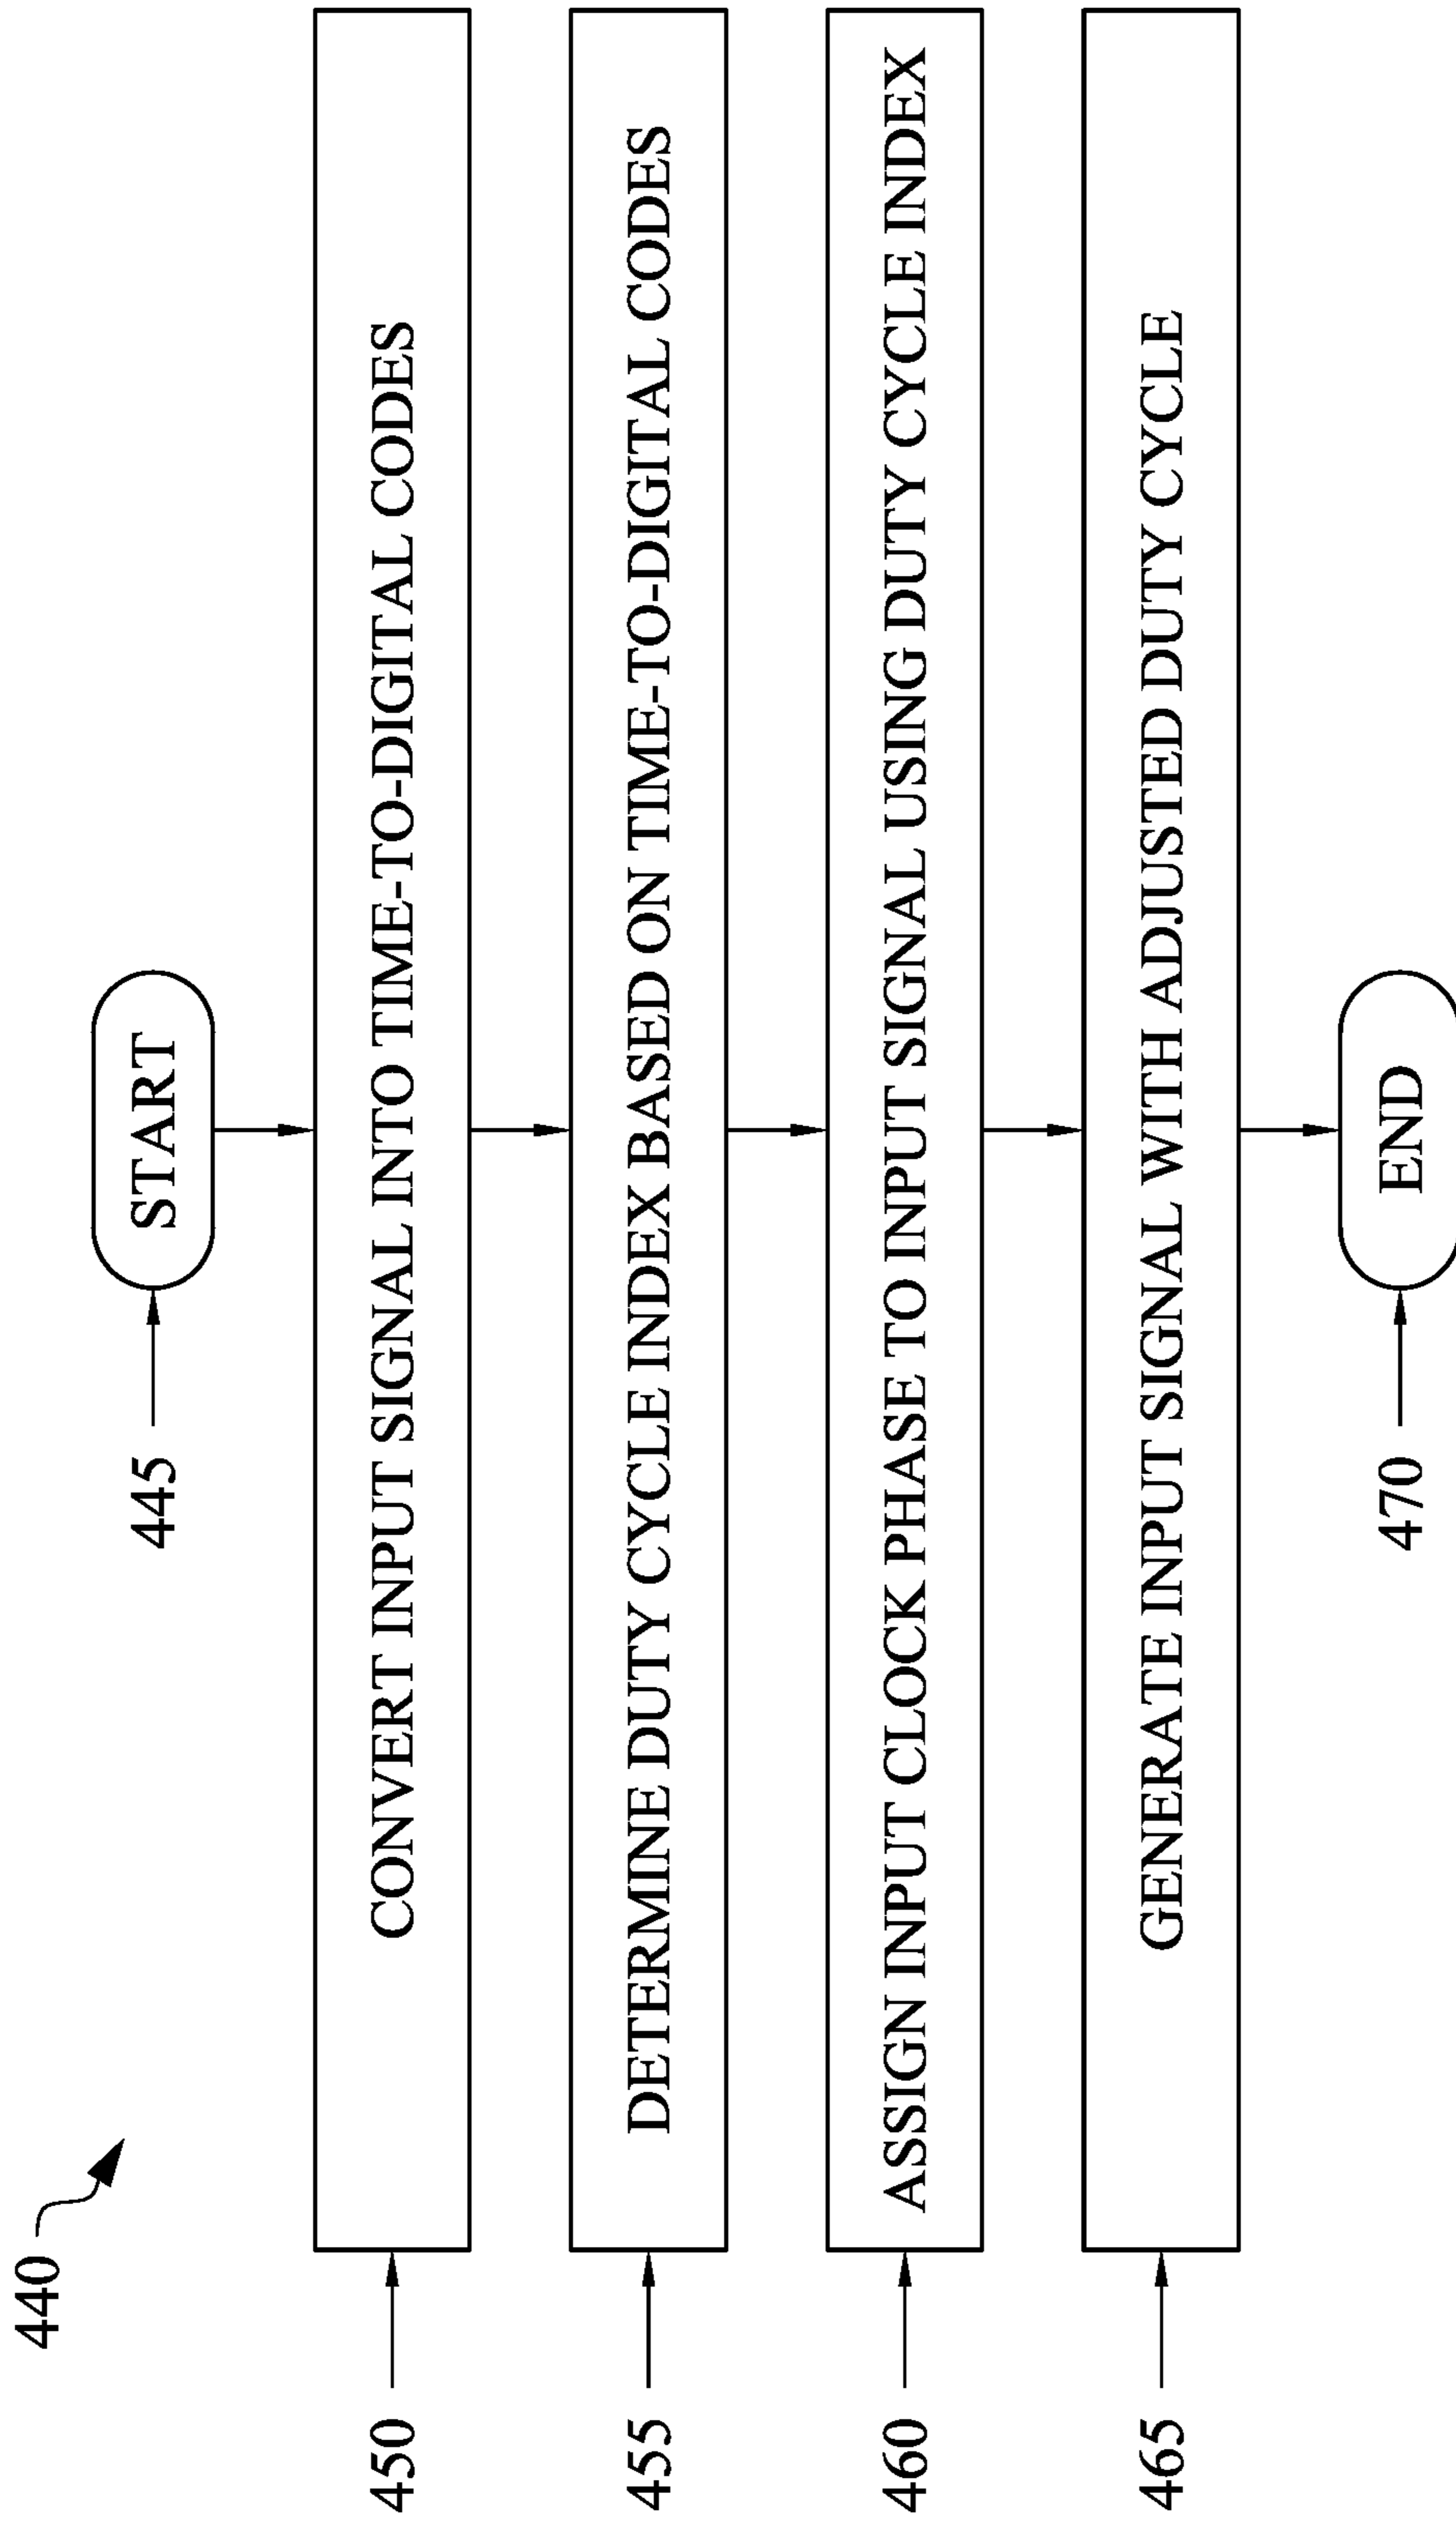 440
445
START
450
CONVERT INPUT SIGNAL INTO TIME-TO-DIGITAL CODES
455
DETERMINE DUTY CYCLE INDEX BASED ON TIME-TO-DIGITAL CODES
460
ASSIGN INPUT CLOCK PHASE TO INPUT SIGNAL USING DUTY CYCLE INDEX
465
GENERATE INPUT SIGNAL WITH ADJUSTED DUTY CYCLE
470
END